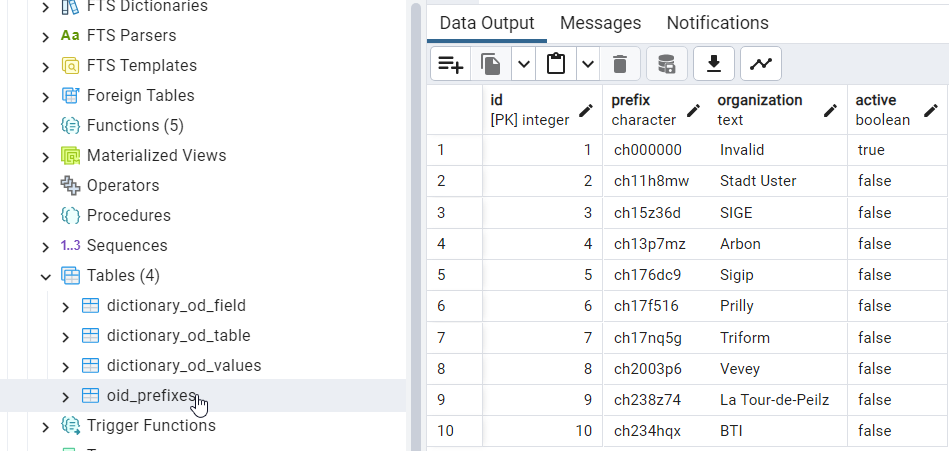 FTS Dictionaries
Aa FTS Parsers
FTS Templates
Foreign Tables
Functions (5)
Materialized Views
Operators
Procedures
1..3 Sequences
Tables (4)
dictionary_od_field
dictionary_od_table
dictionary_od_values
oid_prefixes
Trigger Functions
Data Output Messages Notifications
id prefix organization active
[PK] integer character text boolean
1 1 ch000000 Invalid true
2 2 ch11h8mw Stadt Uster false
3 3 ch15z36d SIGE false
4 4 ch13p7mz Arbon false
5 5 ch176dc9 Sigip false
6 6 ch17f516 Prilly false
7 7 ch17nq5g Triform false
8 8 ch2003p6 Vevey false
9 9 ch238z74 La Tour-de-Peilz false
10 10 ch234hqx BTI false